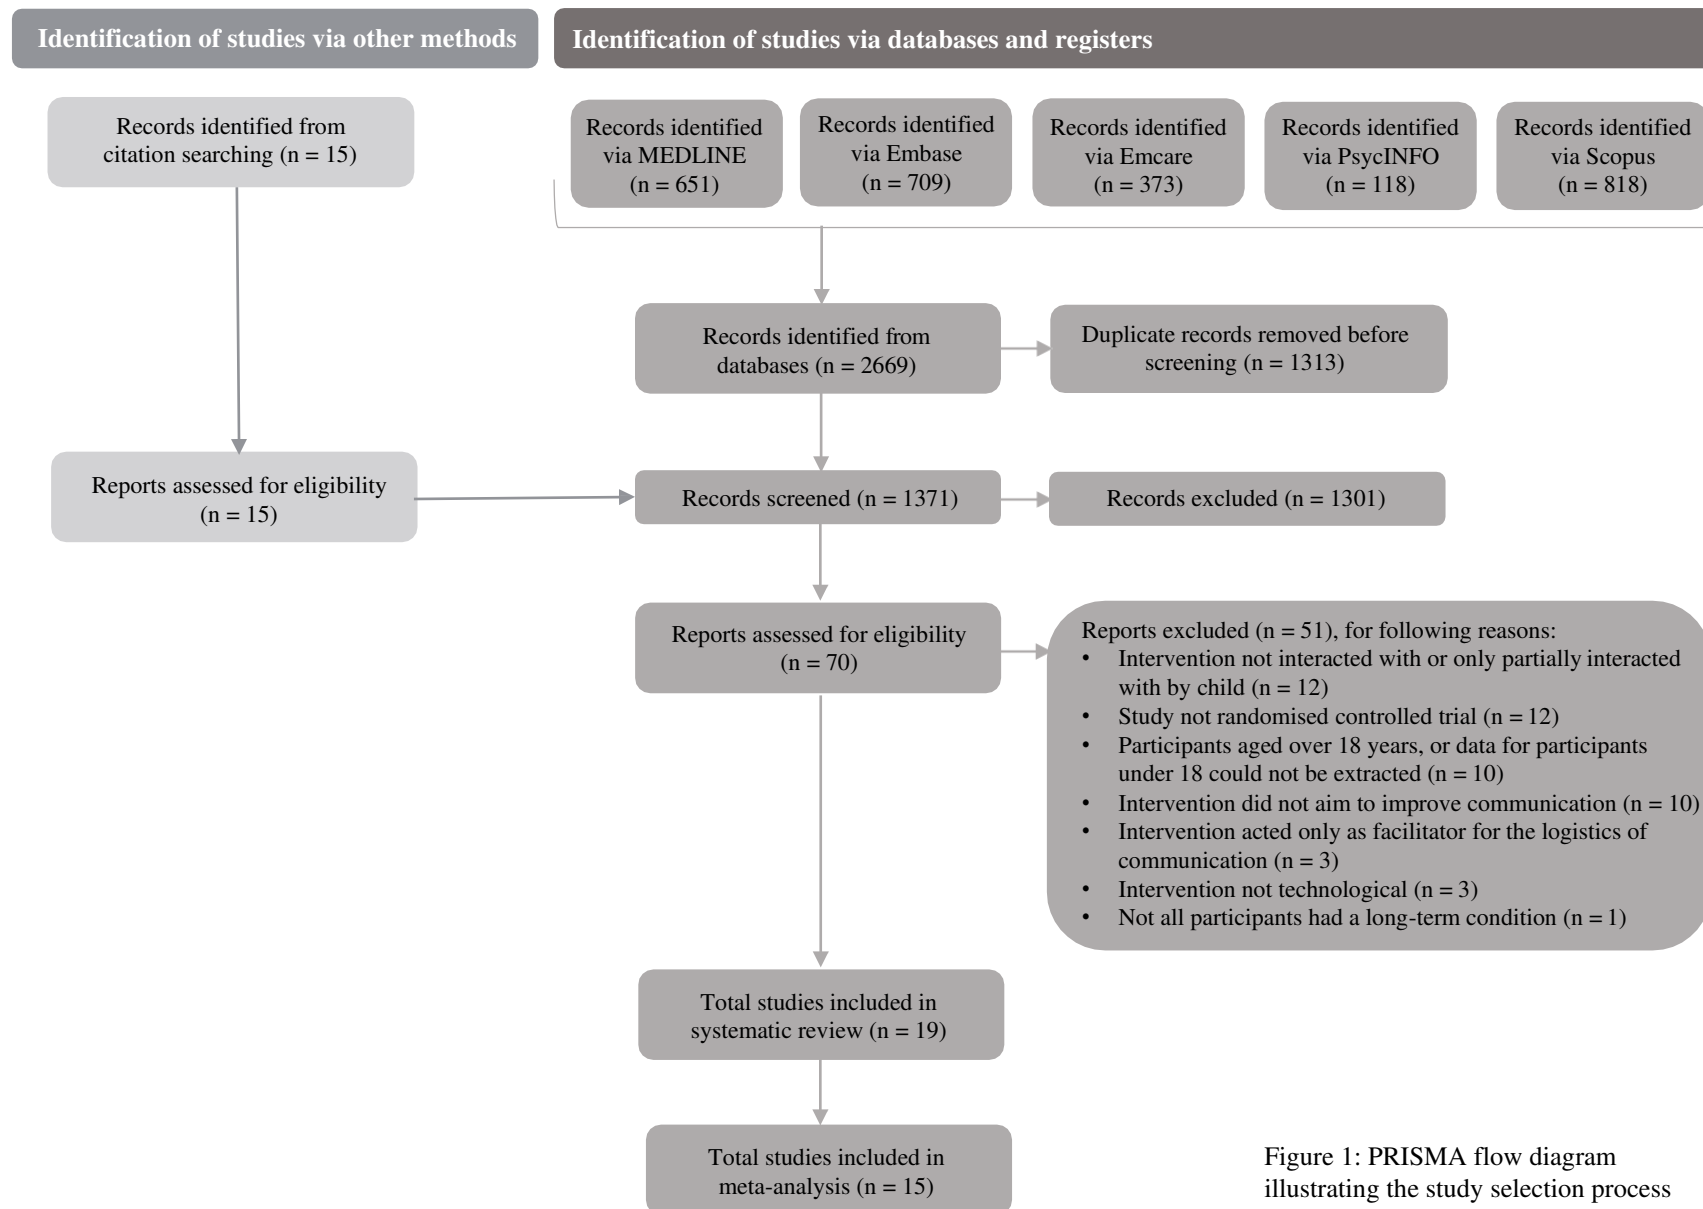 Identification of studies via other methods
Identification of studies via databases and registers
Records identified from
citation searching (n = 15)
Records identified
via MEDLINE
(n = 651)
Records identified
via Embase
(n = 709)
Records identified
via Emcare
(n = 373)
Records identified
via PsycINFO
(n = 118)
Records identified
via Scopus
(n = 818)
Records identified from
databases (n = 2669)
Duplicate records removed before
screening (n = 1313)
Reports assessed for eligibility
(n = 15)
Records screened (n = 1371)
Records excluded (n = 1301)
Reports assessed for eligibility
(n = 70)
Reports excluded (n = 51), for following reasons:
• Intervention not interacted with or only partially interacted
with by child (n = 12)
• Study not randomised controlled trial (n = 12)
• Participants aged over 18 years, or data for participants
under 18 could not be extracted (n = 10)
• Intervention did not aim to improve communication (n = 10)
• Intervention acted only as facilitator for the logistics of
communication (n = 3)
• Intervention not technological (n = 3)
• Not all participants had a long-term condition (n = 1)
Total studies included in
systematic review (n = 19)
Total studies included in
meta-analysis (n = 15)
Figure 1: PRISMA flow diagram
illustrating the study selection process